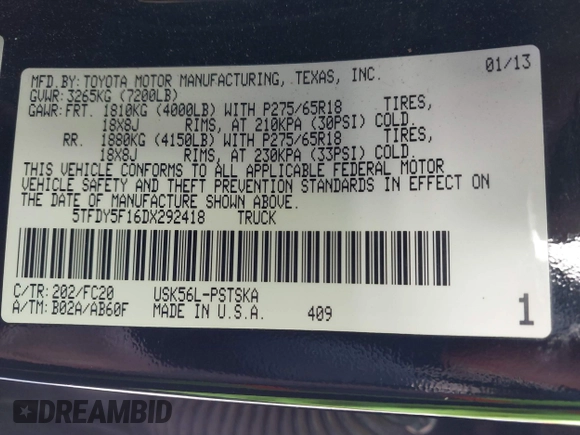 MFD.BY:TOYOTA MOTOR MANUFACTURING, TEXAS, INC. 01/13
GVWR:3265KG (7200LB)
GAWR:FRT. 1810KG (4000LB) WITH P275/65R18 TIRES,
18X8J RIMS, AT 210KPA (30PSI) COLD.
RR. 1880KG (4150LB) WITH P275/65R18 TIRES,
18X8J RIMS, AT 230KPA (33PSI) COLD.
THIS VEHICLE CONFORMS TO ALL APPLICABLE FEDERAL MOTOR
VEHICLE SAFETY AND THEFT PREVENTION STANDARDS IN EFFECT ON
THE DATE OF MANUFACTURE SHOWN ABOVE.
5TFDY5F16DX292418 TRUCK
C/TR:202/FC20 USK56L-PSTSKA
A/TM:B02A/AB60F MADE IN U.S.A. 409 1
DREAMBID